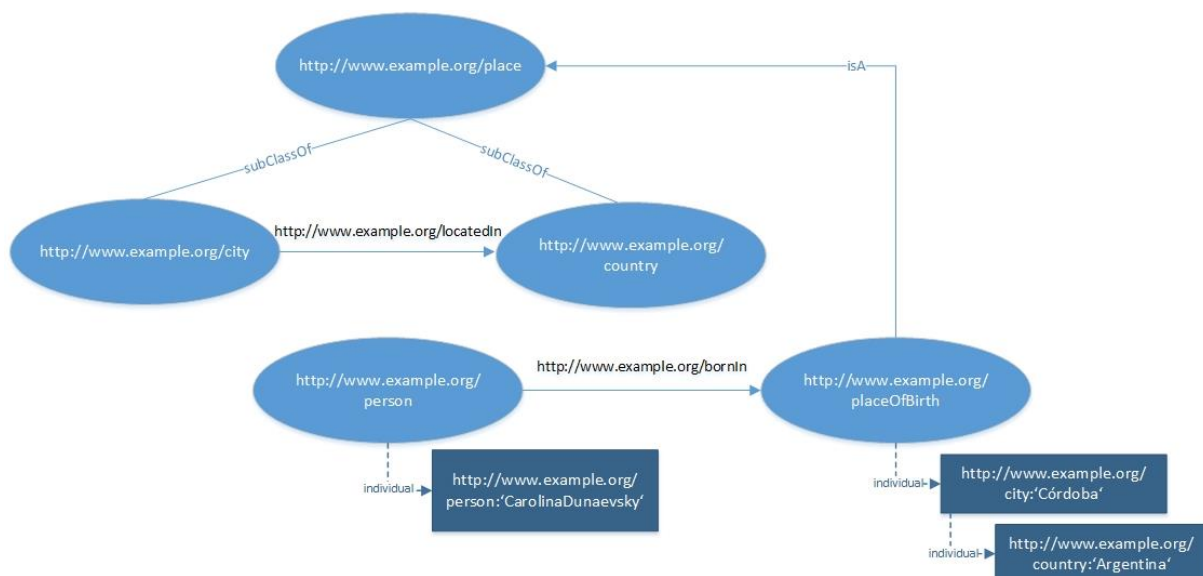 http://www.example.org/place
isA
subClassOf
subClassOf
http://www.example.org/city
http://www.example.org/locatedIn
http://www.example.org/
country
http://www.example.org/
person
http://www.example.org/bornIn
http://www.example.org/
placeOfBirth
individual
http://www.example.org/
person:‘CarolinaDunaevsky‘
individual
http://www.example.org/
city:‘Córdoba‘
individual
http://www.example.org/
country:‘Argentina‘